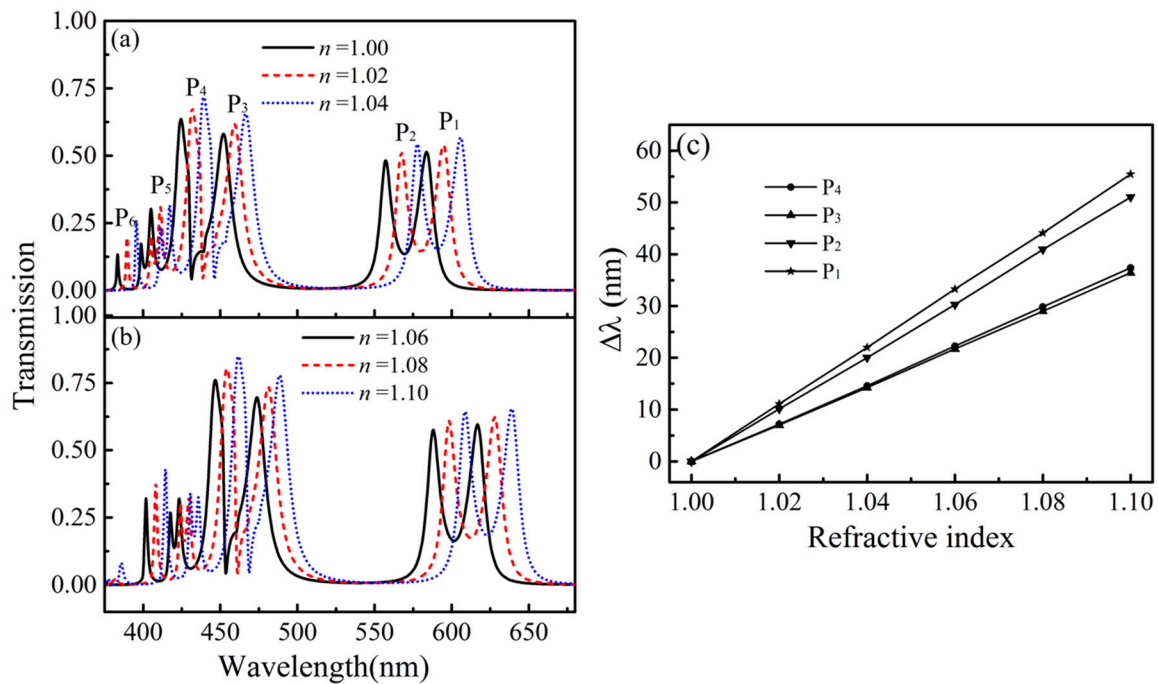 (a)
n =1.00
n =1.02
n =1.04
P4
P3
P2
P1
P5
P6
1.00
0.75
0.50
0.25
0.00
(b)
n =1.06
n =1.08
n =1.10
1.00
0.75
0.50
0.25
0.00
400 450 500 550 600 650
Transmission
Wavelength(nm)
(c)
P4
P3
P2
P1
60
50
40
30
20
10
0
1.00 1.02 1.04 1.06 1.08 1.10
Δλ (nm)
Refractive index